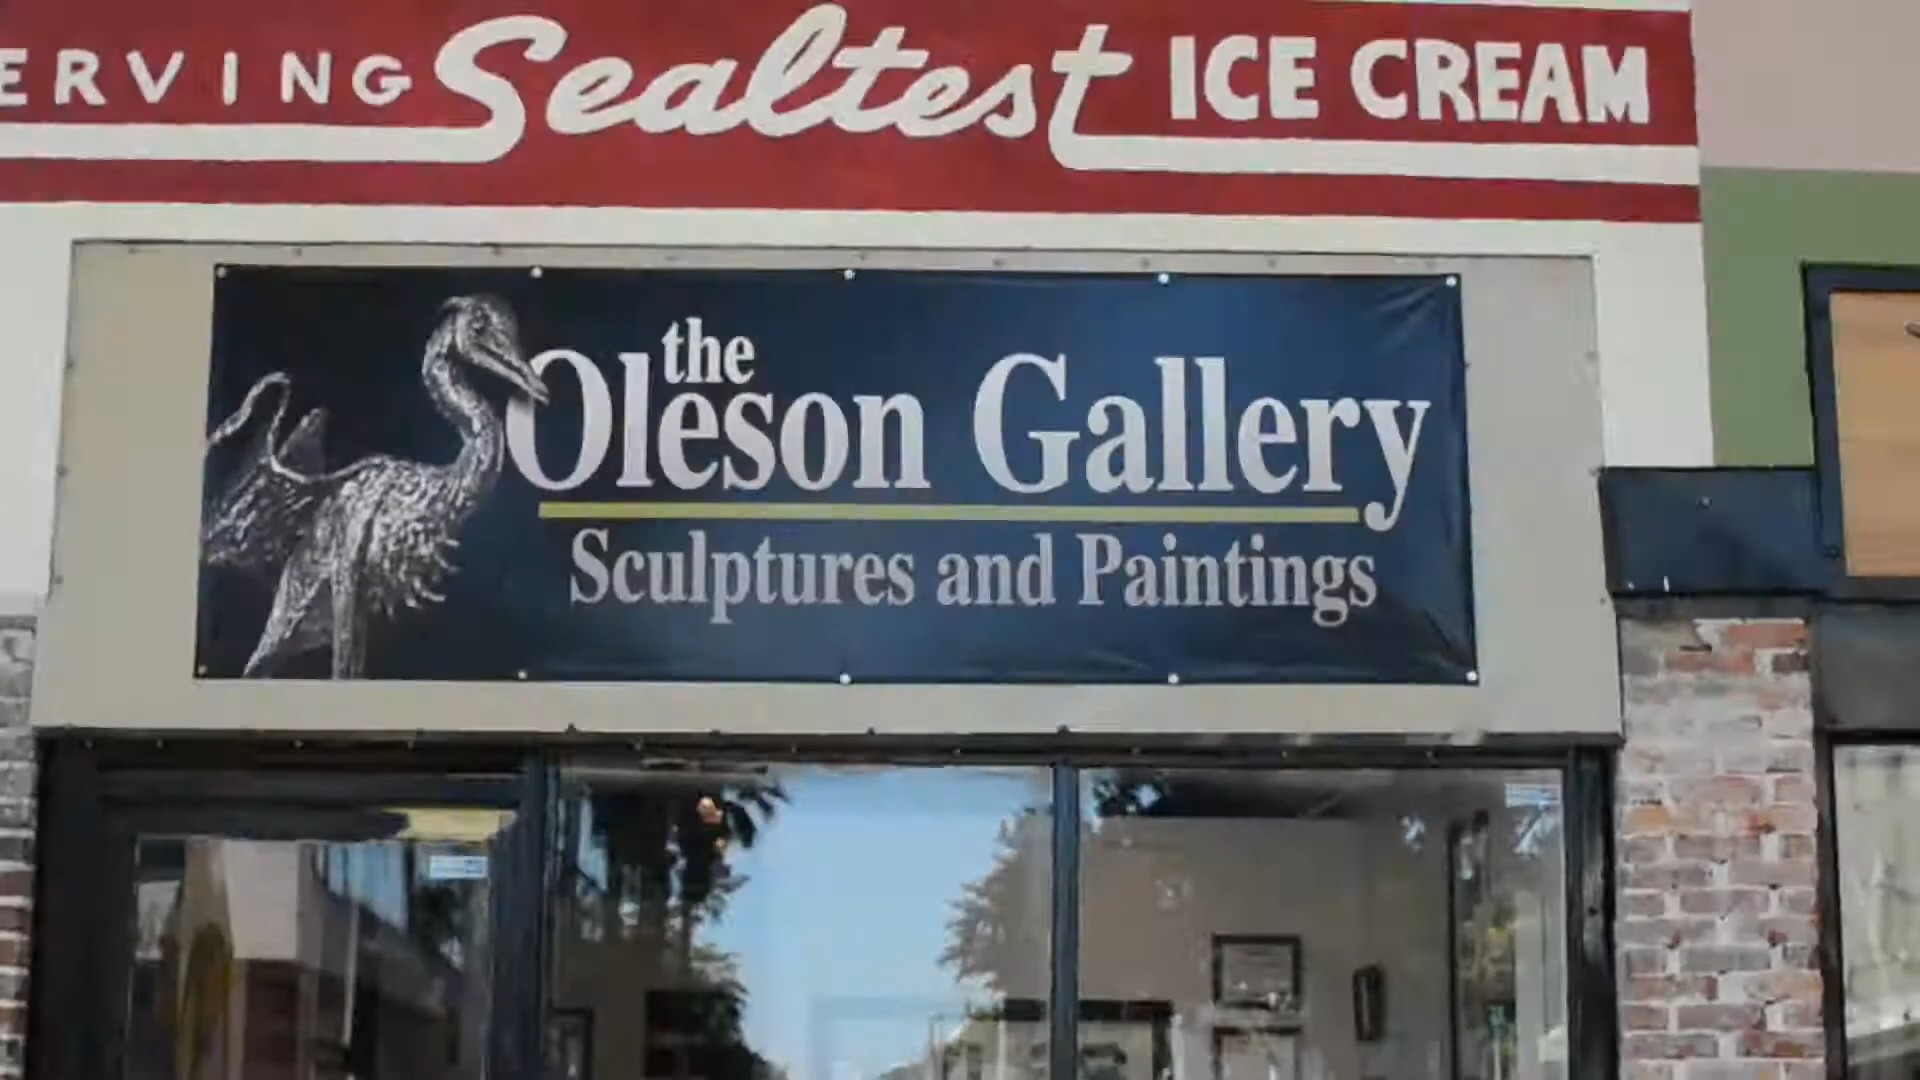 ERVING Sealtest ICE CREAM
the
Oleson Gallery
Sculptures and Paintings